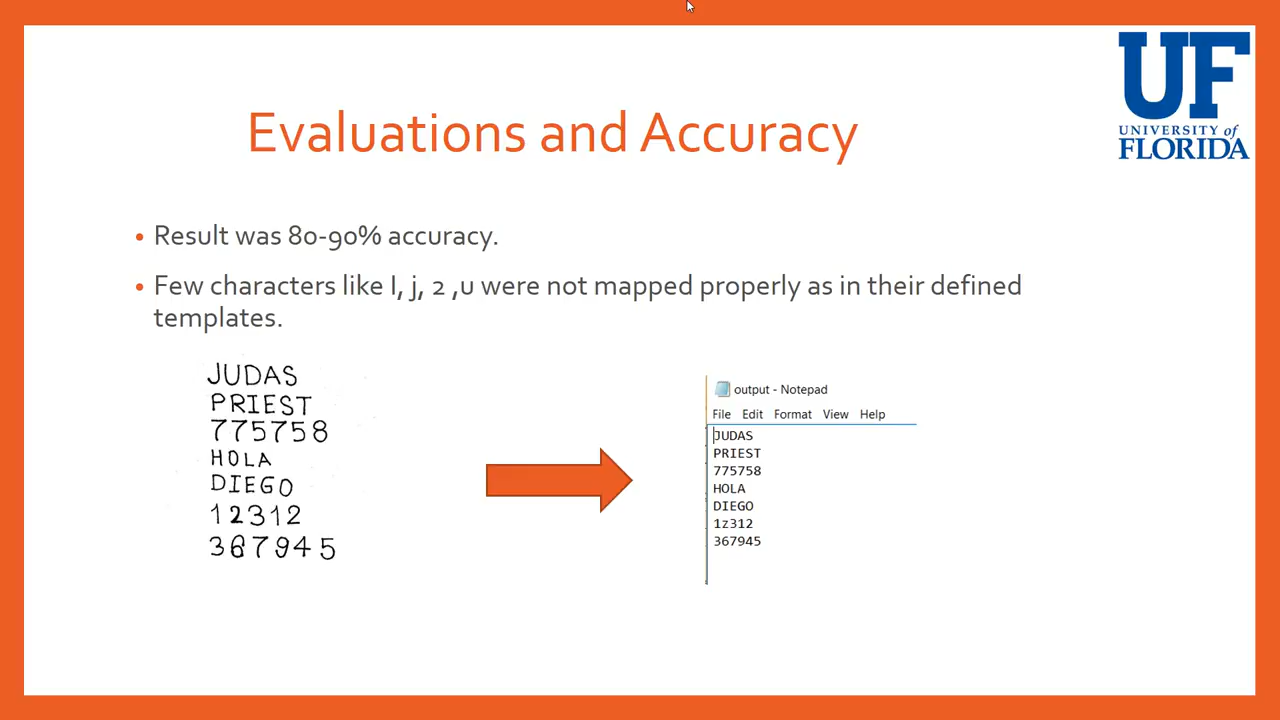 UF
UNIVERSITY of
FLORIDA
Evaluations and Accuracy
• Result was 80-90% accuracy.
• Few characters like I, j, 2 ,u were not mapped properly as in their defined
templates.
JUDAS
PRIEST
775758
HOLA
DIEGO
12312
367945
output - Notepad
File Edit Format View Help
JUDAS
PRIEST
775758
HOLA
DIEGO
1z312
367945